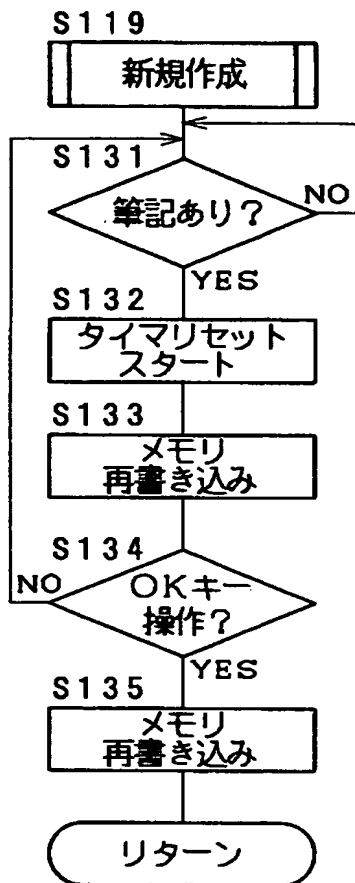 S119
新規作成
S131
筆記あり？
NO
YES
S132
タイマリセット
スタート
S133
メモリ
再書き込み
S134
NO
OKキー
操作？
YES
S135
メモリ
再書き込み
リターン